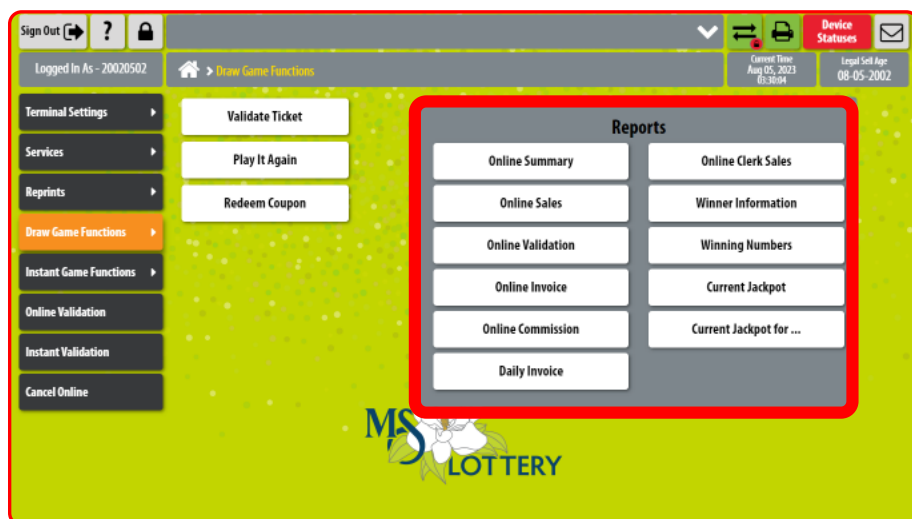 Sign Out
?
Device
Statuses
Logged In As - 20020502
> Draw Game Functions
Current Time
Aug 05, 2023
03:30:04
Legal Sell Age
08-05-2002
Terminal Settings
Services
Reprints
Draw Game Functions
Instant Game Functions
Online Validation
Instant Validation
Cancel Online
Validate Ticket
Play It Again
Redeem Coupon
Reports
Online Summary
Online Clerk Sales
Online Sales
Winner Information
Online Validation
Winning Numbers
Online Invoice
Current Jackpot
Online Commission
Current Jackpot for ...
Daily Invoice
MS
LOTTERY